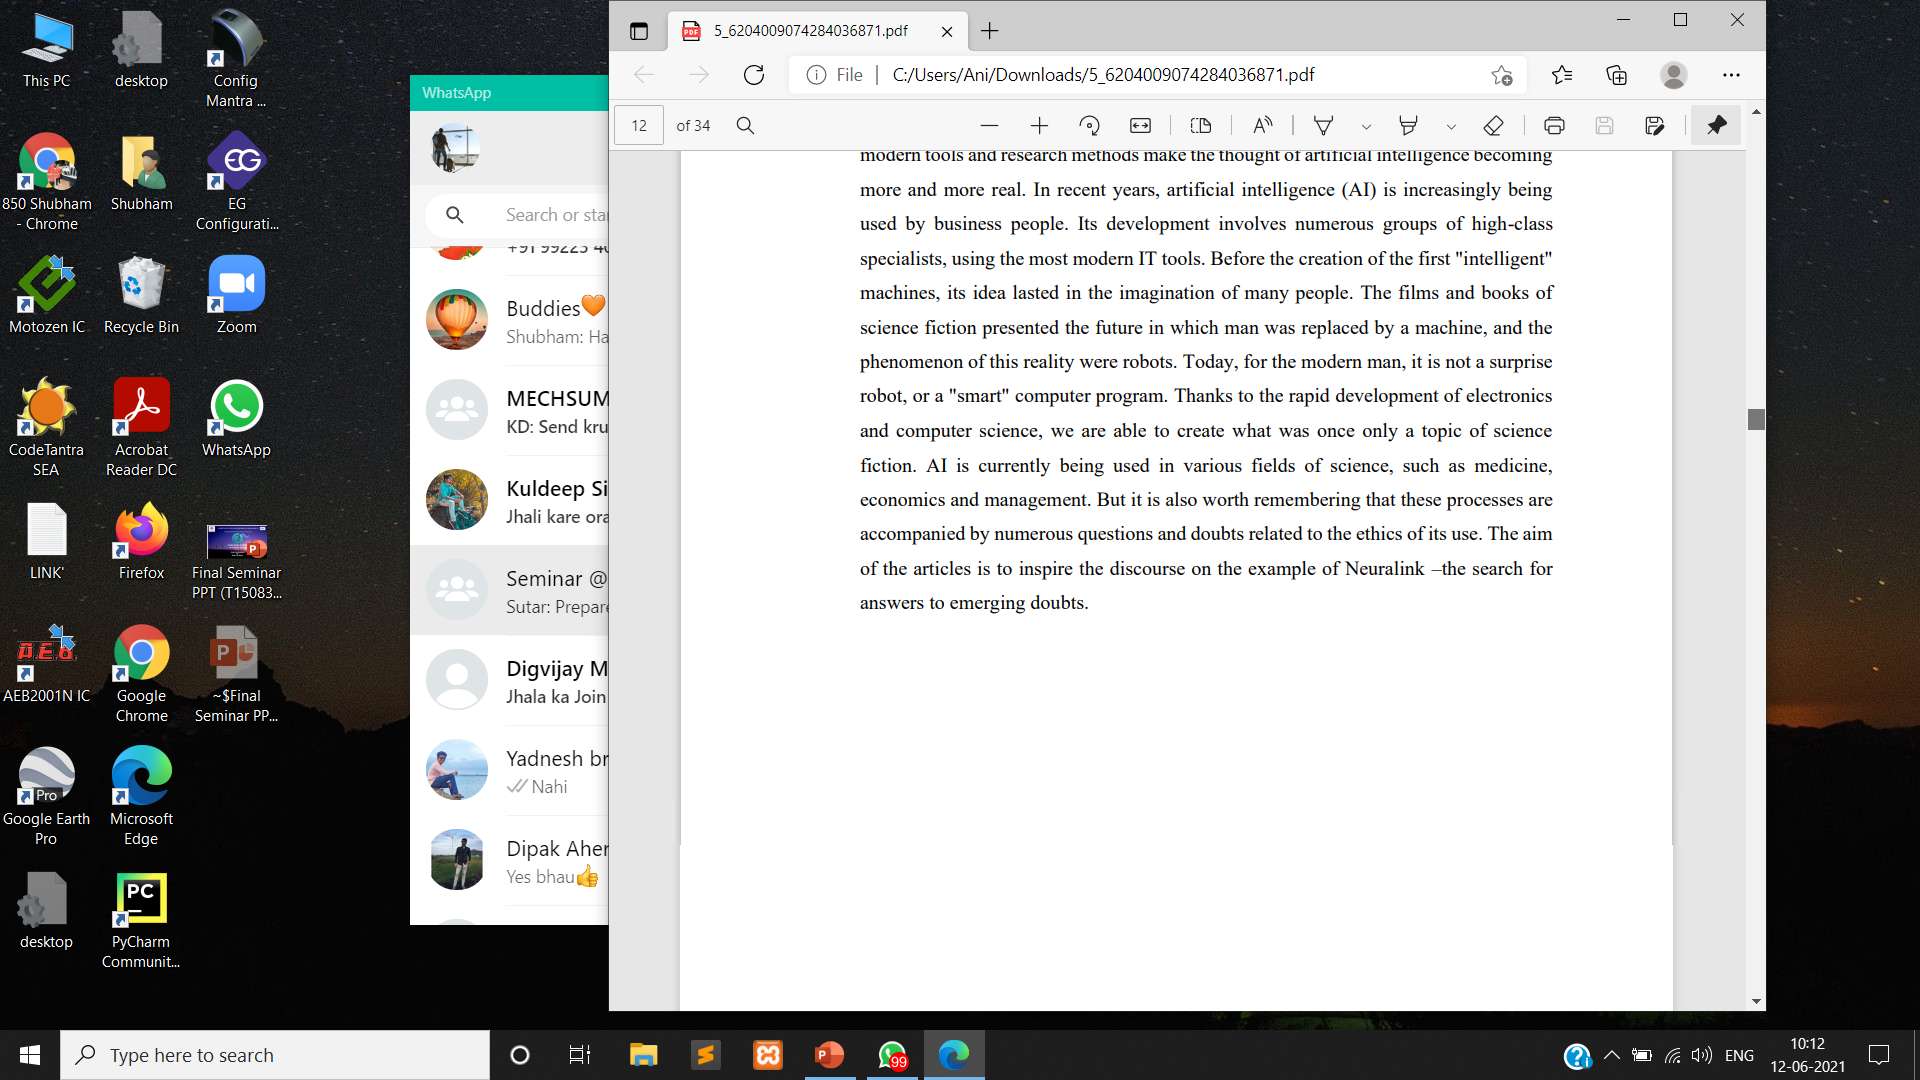 This PC
desktop
Config
Mantra ...
850 Shubham
- Chrome
Shubham
EG
EG
Configurati...
Motozen IC
Recycle Bin
Zoom
CodeTantra
SEA
Acrobat
Reader DC
WhatsApp
LINK'
Firefox
Final Seminar
PPT (T15083...
AEB
AEB2001N IC
Google
Chrome
~$Final
Seminar PP...
Pro
Google Earth
Pro
Microsoft
Edge
desktop
PC
PyCharm
Communit...
WhatsApp
Search or star
+91 99223 40
Buddies🧡
Shubham: Ha
MECHSUM
KD: Send kru
Kuldeep Si
Jhali kare ora
Seminar @
Sutar: Prepare
Digvijay M
Jhala ka Join
Yadnesh br
Nahi
Dipak Aher
Yes bhau👍
PDF
5_6204009074284036871.pdf
File
C:/Users/Ani/Downloads/5_6204009074284036871.pdf
12 of 34
modern tools and research methods make the thought of artificial intelligence becoming
more and more real. In recent years, artificial intelligence (AI) is increasingly being
used by business people. Its development involves numerous groups of high-class
specialists, using the most modern IT tools. Before the creation of the first "intelligent"
machines, its idea lasted in the imagination of many people. The films and books of
science fiction presented the future in which man was replaced by a machine, and the
phenomenon of this reality were robots. Today, for the modern man, it is not a surprise
robot, or a "smart" computer program. Thanks to the rapid development of electronics
and computer science, we are able to create what was once only a topic of science
fiction. AI is currently being used in various fields of science, such as medicine,
economics and management. But it is also worth remembering that these processes are
accompanied by numerous questions and doubts related to the ethics of its use. The aim
of the articles is to inspire the discourse on the example of Neuralink –the search for
answers to emerging doubts.
Type here to search
99
ENG
10:12
12-06-2021